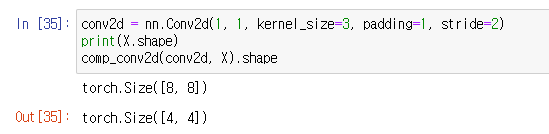 In [35]: conv2d = nn.Conv2d(1, 1, kernel_size=3, padding=1, stride=2)
print(X.shape)
comp_conv2d(conv2d, X).shape
torch.Size([8, 8])
Out[35]: torch.Size([4, 4])